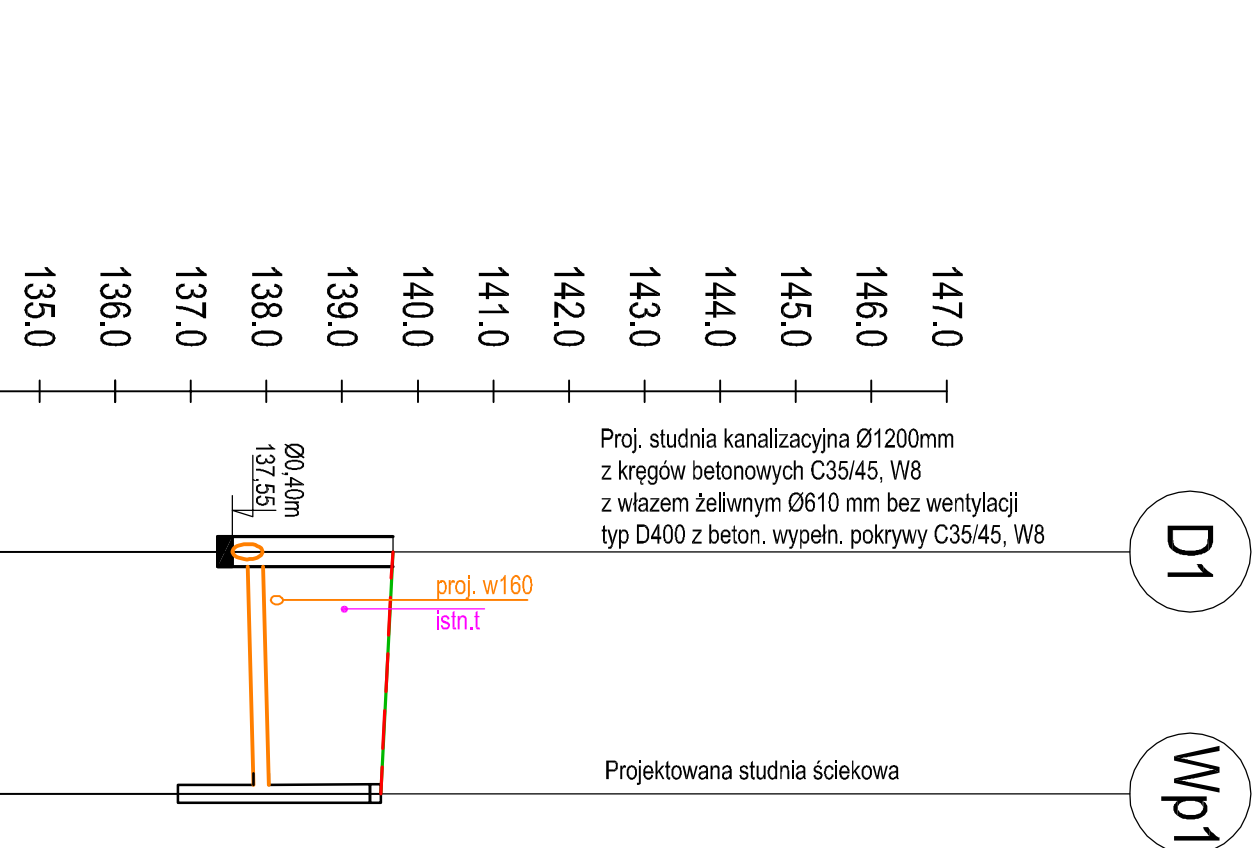 135.0
136.0
137.0
138.0
139.0
140.0
141.0
142.0
143.0
144.0
145.0
146.0
147.0
Proj. studnia kanalizacyjna Ø1200mm
z kręgów betonowych C35/45, W8
z włazem żeliwnym Ø610 mm bez wentylacji
typ D400 z beton. wypełn. pokrywy C35/45, W8
Ø0,40m
137,55
D1
proj. w160
istn.t
Projektowana studnia ściekowa
Wp1